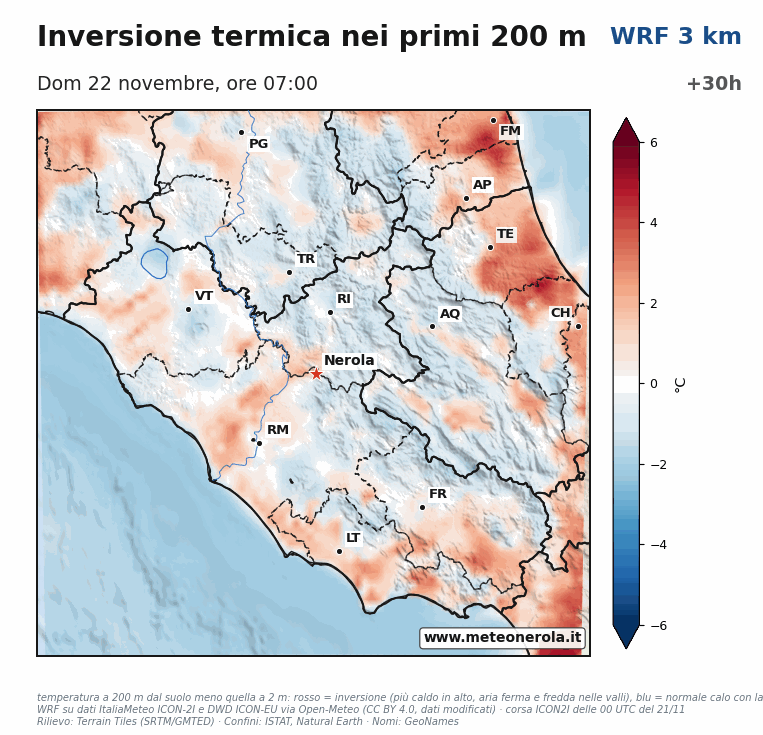 Inversione termica nei primi 200 m WRF 3 km
Dom 22 novembre, ore 07:00 +30h
FM
PG
AP
TE
TR
VT
RI
AQ
CH
Nerola
RM
FR
LT
6
4
2
0
−2
−4
−6
°C
www.meteonerola.it
temperatura a 200 m dal suolo meno quella a 2 m: rosso = inversione (più caldo in alto, aria ferma e fredda nelle valli), blu = normale calo con la
WRF su dati ItaliaMeteo ICON-2I e DWD ICON-EU via Open-Meteo (CC BY 4.0, dati modificati) · corsa ICON2I delle 00 UTC del 21/11
Rilievo: Terrain Tiles (SRTM/GMTED) · Confini: ISTAT, Natural Earth · Nomi: GeoNames